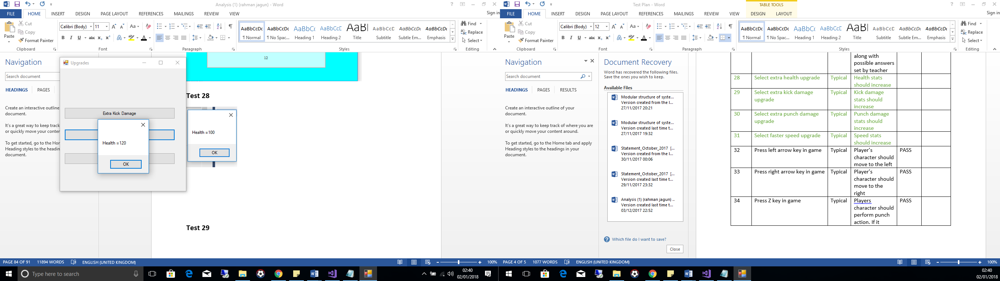 Analysis (1) (rahman jagun) - Word
FILE HOME INSERT DESIGN PAGE LAYOUT REFERENCES MAILINGS REVIEW VIEW Sign in
Paste
Cut
Copy
Format Painter
Clipboard
Calibri (Body) 11
Font
Paragraph
AaBbCcDc AaBbCcDc AaBbCc AaBbCcD AaB AaBbCcD AaBbCcDc AaBbCcDc
¶ Normal ¶ No Spac... Heading 1 Heading 2 Title Subtitle Subtle Em... Emphasis
Styles
Find
Replace
Select
Editing
Navigation
Search document
HEADINGS PAGES
Create an interactive outline
document.
It's a great way to keep track
or quickly move your conter
To get started, go to the Hom
Heading styles to the headin
document.
Upgrades
Extra Kick Damage
Health =120
OK
12
Test 28
Health =100
OK
Test 29
PAGE 84 OF 91 11894 WORDS ENGLISH (UNITED KINGDOM) 100%
Type here to search
02:40
02/01/2018
Test Plan - Word
TABLE TOOLS
FILE HOME INSERT DESIGN PAGE LAYOUT REFERENCES MAILINGS REVIEW VIEW DESIGN LAYOUT Sign in
Paste
Cut
Copy
Format Painter
Clipboard
Calibri (Body) 12
Font
Paragraph
AaBbCcDc AaBbCcDc AaBbCc AaBbCcD AaB AaBbCcD AaBbCcDc AaBbCcDc
¶ Normal ¶ No Spac... Heading 1 Heading 2 Title Subtitle Subtle Em... Emphasis
Styles
Find
Replace
Select
Editing
Navigation
Search document
HEADINGS PAGES RESULTS
Create an interactive outline of your
document.
It's a great way to keep track of where you are
or quickly move your content around.
To get started, go to the Home tab and apply
Heading styles to the headings in your
document.
Document Recovery
Word has recovered the following files.
Save the ones you wish to keep.
Available Files
Modular structure of syste...
Version created from the l...
27/11/2017 20:21
Modular structure of syste...
Version created last time t...
27/11/2017 19:32
Statement_October_2017 [...
Version created from the l...
30/11/2017 00:06
Statement_October_2017 [...
Version created last time t...
29/11/2017 23:32
Analysis (1) (rahman jagun) ..
Version created last time t...
03/12/2017 22:52
Which file do I want to save?
Close
along with
possible answers
set by teacher
28 Select extra health upgrade Typical Health stats
should increase
29 Select extra kick damage Typical Kick damage
upgrade stats should
increase
30 Select extra punch damage Typical Punch damage
upgrade stats should
increase
31 Select faster speed upgrade Typical Speed stats
should increase
32 Press left arrow key in game Typical Player's PASS
character should
move to the left
33 Press right arrow key in game Typical Player's PASS
character should
move to the
right
34 Press Z key in game Typical Players PASS
character should
perform punch
action. If it
PAGE 4 OF 5 1077 WORDS ENGLISH (UNITED KINGDOM) 100%
02:40
02/01/2018